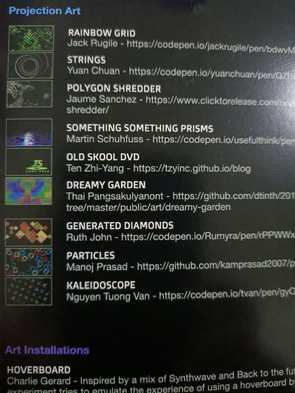 Projection Art
RAINBOW GRID
Jack Rugile - https://codepen.io/jackrugile/pen/
STRINGS
Yuan Chuan - https://codepen.io/yuanchuan/pen/
POLYGON SHREDDER
Jaume Sanchez - https://www.clicktorelease.com/
shredder/
SOMETHING SOMETHING PRISMS
Martin Schuhfuss - https://codepen.io/usefulthink/
OLD SKOOL DVD
Ten Zhi-Yang - https://tzyinc.github.io/blog
DREAMY GARDEN
Thai Pangsakulyanont - https://github.com/dtinth/201
tree/master/public/art/dreamy-garden
GENERATED DIAMONDS
Ruth John - https://codepen.io/Rumyra/pen/rPPWWx
PARTICLES
Manoj Prasad - https://github.com/kamprasad2007/p
KALEIDOSCOPE
Nguyen Tuong Van - https://codepen.io/tvan/pen/
Art Installations
HOVERBOARD
Charlie Gerard - Inspired by a mix of Synthwave and Back to the
experiment tries to emulate the experience of using a hoverboard